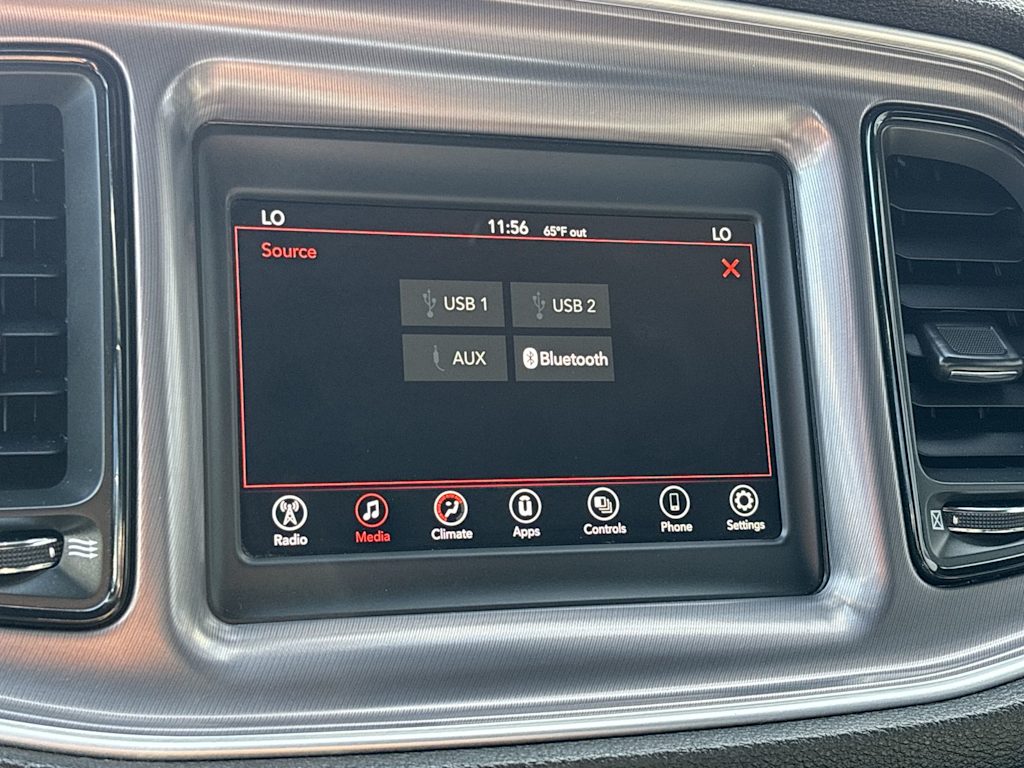 LO 11:56 65°F out LO
Source
USB 1 USB 2
AUX Bluetooth
Radio Media Climate Apps Controls Phone Settings